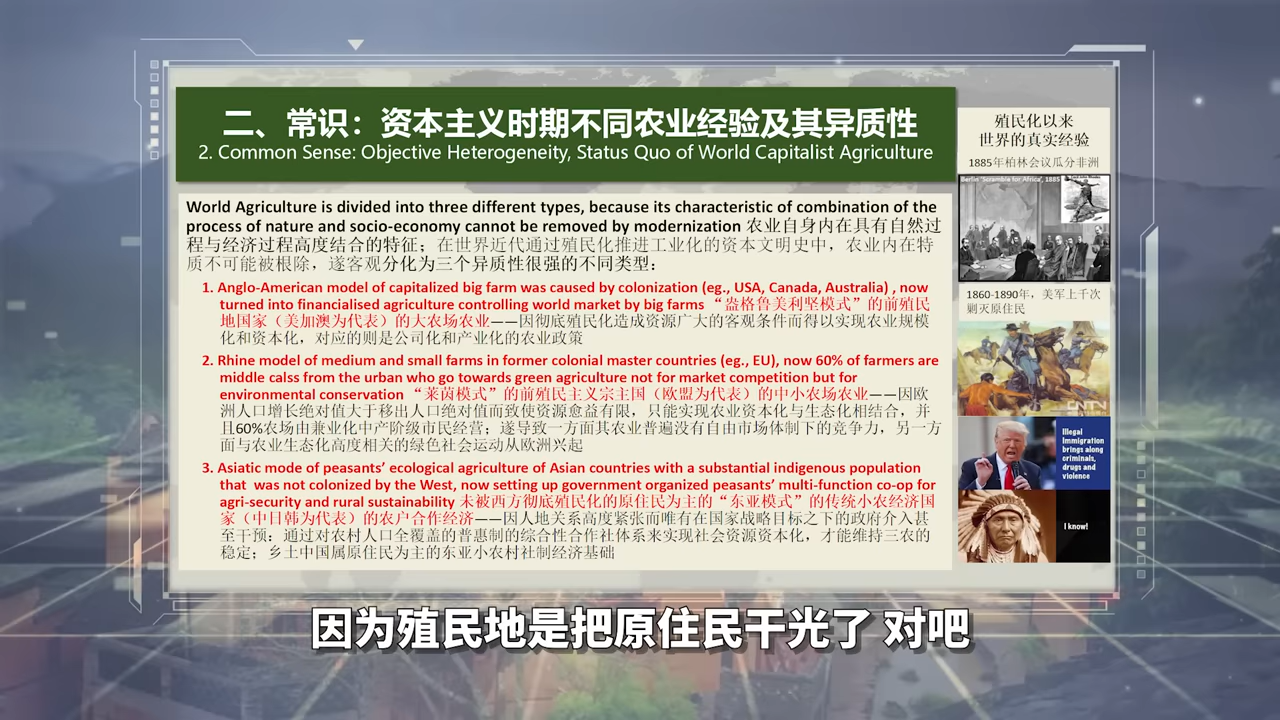 二、常识：资本主义时期不同农业经验及其异质性
2. Common Sense: Objective Heterogeneity, Status Quo of World Capitalist Agriculture
World Agriculture is divided into three different types, because its characteristic of combination of the
process of nature and socio-economy cannot be removed by modernization 农业自身内在具有自然过
程与经济过程高度结合的特征；在世界近代通过殖民化推进工业化的资本文明史中，农业内在特
质不可能被根除，遂客观分化为三个异质性很强的不同类型：
1. Anglo-American model of capitalized big farm was caused by colonization (eg., USA, Canada, Australia) , now
turned into financialised agriculture controlling world market by big farms “盎格鲁美利坚模式”的前殖民
地国家（美加澳为代表）的大农场农业——因彻底殖民化造成资源广大的客观条件而得以实现农业规模
化和资本化，对应的则是公司化和产业化的农业政策
2. Rhine model of medium and small farms in former colonial master countries (eg., EU), now 60% of farmers are
middle calss from the urban who go towards green agriculture not for market competition but for
environmental conservation “莱茵模式”的前殖民主义宗主国（欧盟为代表）的中小农场农业——因欧
洲人口增长绝对值大于移出人口绝对值而致使资源愈益有限，只能实现农业资本化与生态化相结合，并
且60%农场由兼业化中产阶级市民经营；遂导致一方面其农业普遍没有自由市场体制下的竞争力，另一方
面与农业生态化高度相关的绿色社会运动从欧洲兴起
3. Asiatic mode of peasants’ ecological agriculture of Asian countries with a substantial indigenous population
that was not colonized by the West, now setting up government organized peasants’ multi-function co-op for
agri-security and rural sustainability 未被西方彻底殖民化的原住民为主的“东亚模式”的传统小农经济国
家（中日韩为代表）的农户合作经济——因人地关系高度紧张而唯有在国家战略目标之下的政府介入甚
至干预：通过对农村人口全覆盖的普惠制的综合性合作社体系来实现社会资源资本化，才能维持三农的
稳定；乡土中国属原住民为主的东亚小农村社制经济基础
殖民化以来
世界的真实经验
1885年柏林会议瓜分非洲
Berlin 'Scramble for Africa', 1885
1860-1890年，美军上千次
剿灭原住民
Illegal
Immigration
brings along
criminals,
drugs and
violence
I know!
因为殖民地是把原住民干光了 对吧